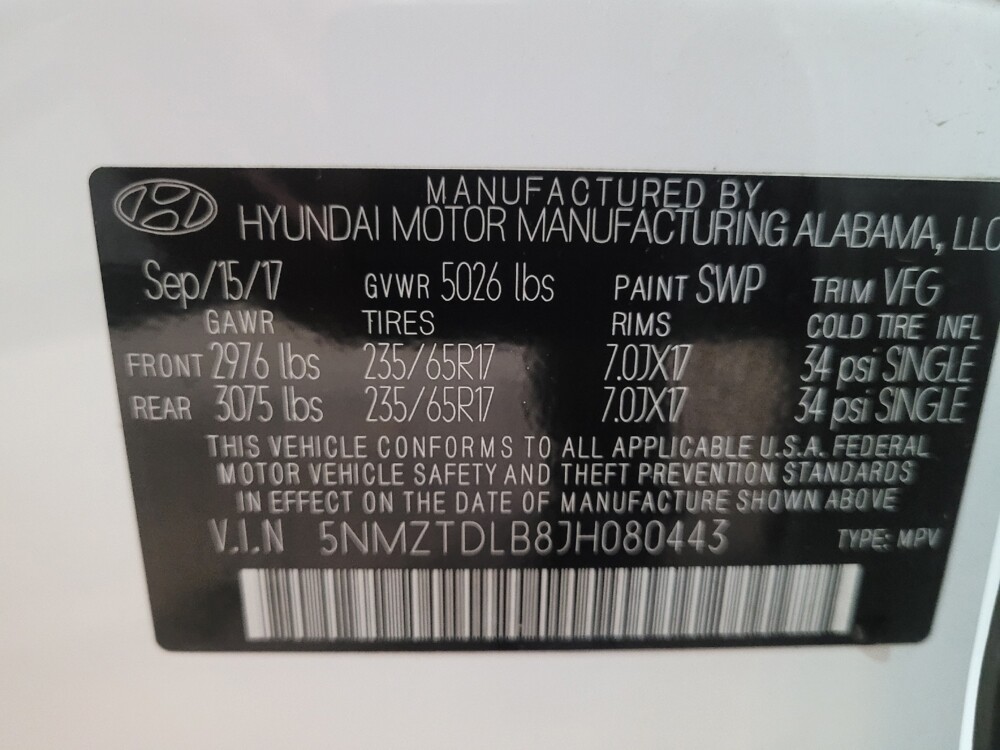 MANUFACTURED BY
HYUNDAI MOTOR MANUFACTURING ALABAMA, LLC
Sep/15/17 GVWR 5026 lbs PAINT SWP TRIM VFG
GAWR TIRES RIMS COLD TIRE INFL
FRONT 2976 lbs 235/65R17 7.0JX17 34 psi SINGLE
REAR 3075 lbs 235/65R17 7.0JX17 34 psi SINGLE
THIS VEHICLE CONFORMS TO ALL APPLICABLE U.S.A. FEDERAL
MOTOR VEHICLE SAFETY AND THEFT PREVENTION STANDARDS
IN EFFECT ON THE DATE OF MANUFACTURE SHOWN ABOVE
V.I.N 5NMZTDLB8JH080443 TYPE: MPV